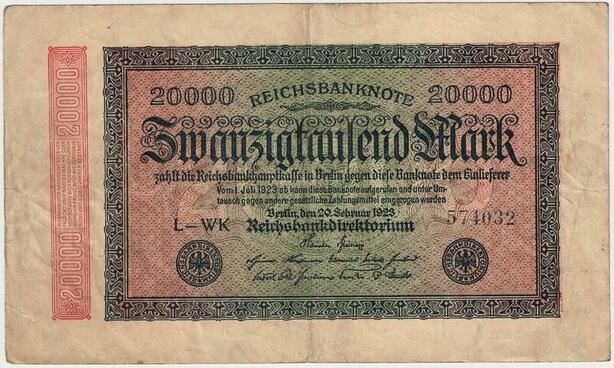 20000 REICHSBANKNOTE 20000
Zwanzigtausend Mark
zahlt die Reichsbankhauptkasse in Berlin gegen diese Banknote dem Einlieferer
Vom 1. Juli 1923 ab kann diese Banknote aufgerufen und unter Um-
tausch gegen andere gesetzliche Zahlungsmittel eingezogen werden
Berlin, den 20. Februar 1923
L-WK Reichsbankdirektorium 574032
20000
20000